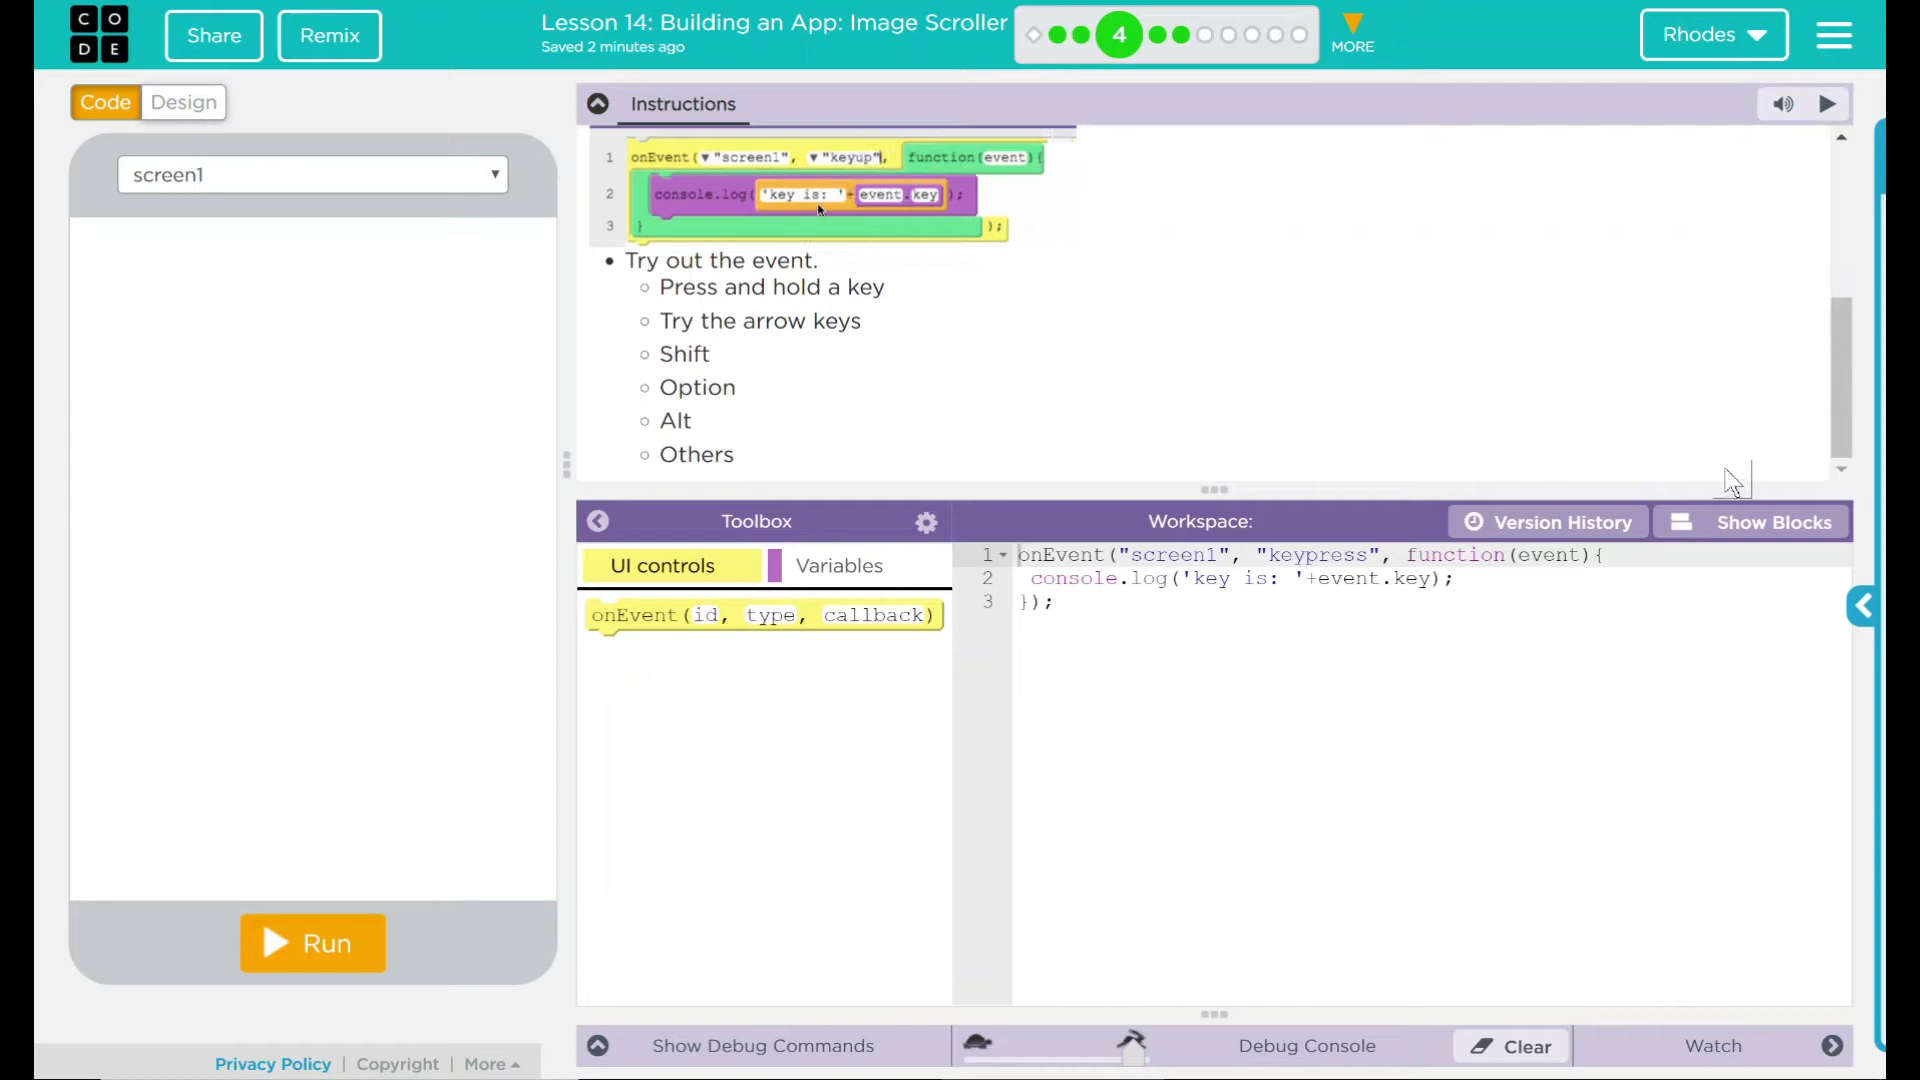 CO
DE
Share
Remix
Lesson 14: Building an App: Image Scroller
Saved 2 minutes ago
4
MORE
Rhodes
Code
Design
screen1
Run
Privacy Policy | Copyright | More
Instructions
1 onEvent("screen1", "keyup", function(event){
2 console.log('key is: '+event.key);
3 } );
• Try out the event.
○ Press and hold a key
○ Try the arrow keys
○ Shift
○ Option
○ Alt
○ Others
Toolbox
Workspace:
Version History
Show Blocks
UI controls
Variables
onEvent(id, type, callback)
1 onEvent("screen1", "keypress", function(event){
2 console.log('key is: '+event.key);
3 });
Show Debug Commands
Debug Console
Clear
Watch